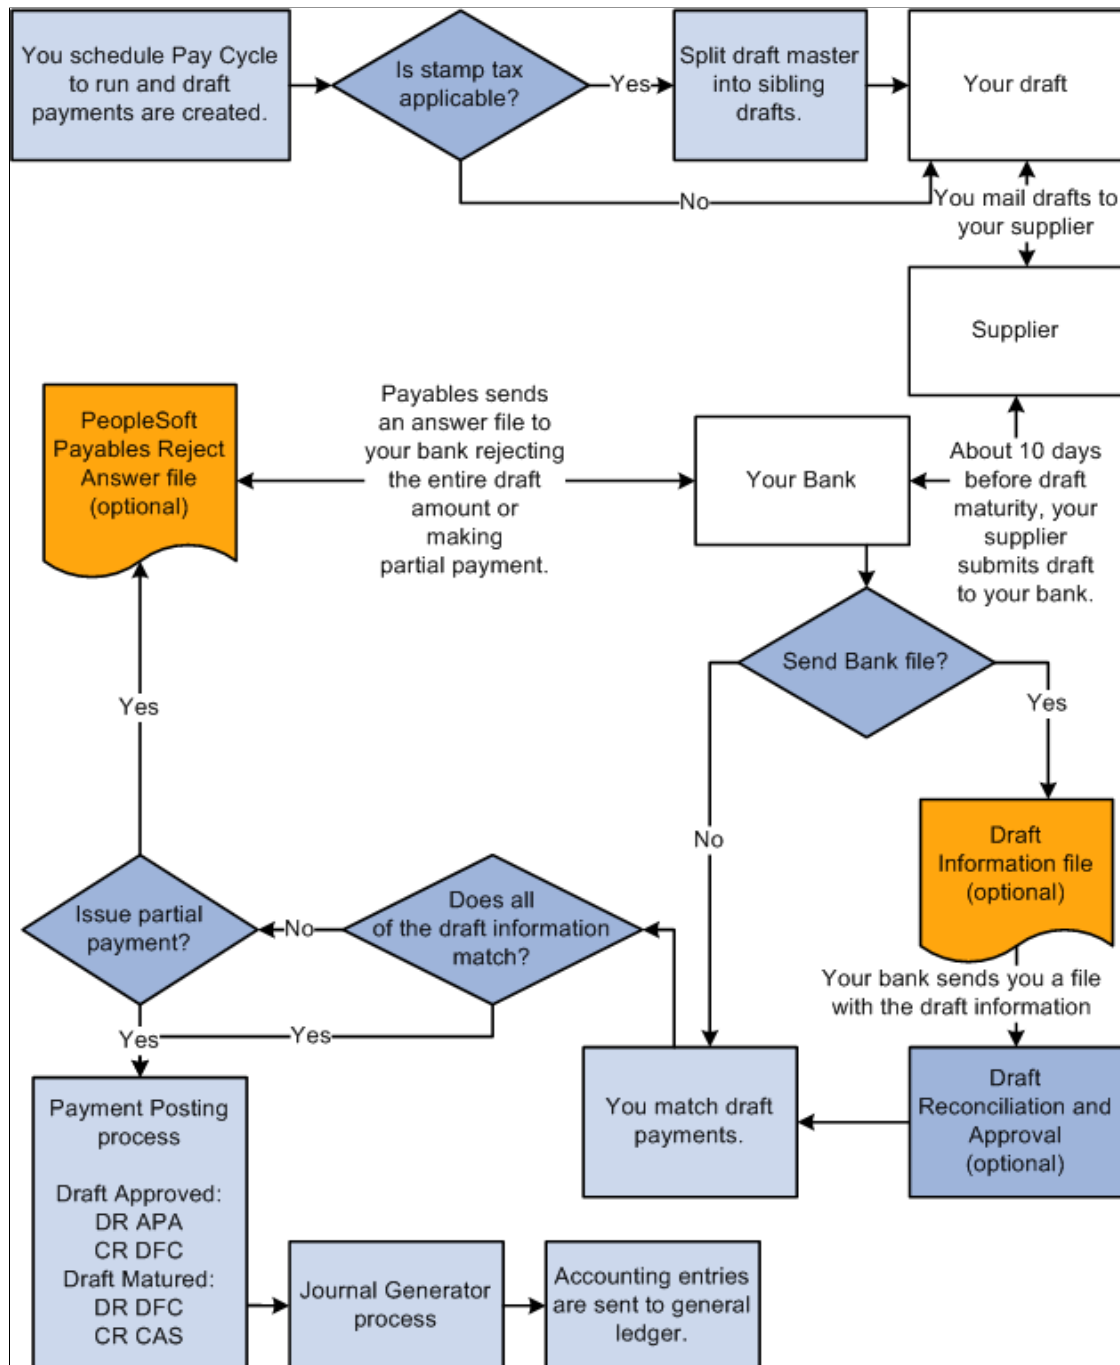 You schedule Pay Cycle
to run and draft
payments are created.
Is stamp tax
applicable?
Yes
Split draft master
into sibling
drafts.
Your draft
No
You mail drafts to
your supplier
Supplier
PeopleSoft
Payables Reject
Answer file
(optional)
Payables sends
an answer file to
your bank rejecting
the entire draft
amount or
making
partial payment.
Your Bank
About 10 days
before draft
maturity, your
supplier
submits draft
to your bank.
Send Bank file?
Yes
Yes
No
Draft
Information file
(optional)
Issue partial
payment?
No
Does all
of the draft information
match?
Your bank sends you a file
with the draft information
Yes
Yes
Payment Posting
process
Draft Approved:
DR APA
CR DFC
Draft Matured:
DR DFC
CR CAS
You match draft
payments.
Draft
Reconciliation and
Approval
(optional)
Journal Generator
process
Accounting entries
are sent to general
ledger.